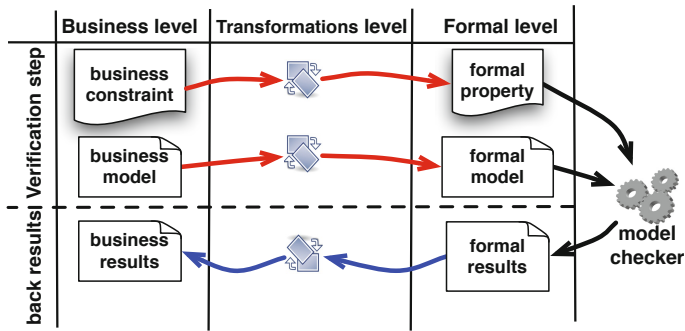 Business level
Transformations level
Formal level
Verification step
business
constraint
formal
property
business
model
formal
model
back results
business
results
formal
results
model
checker